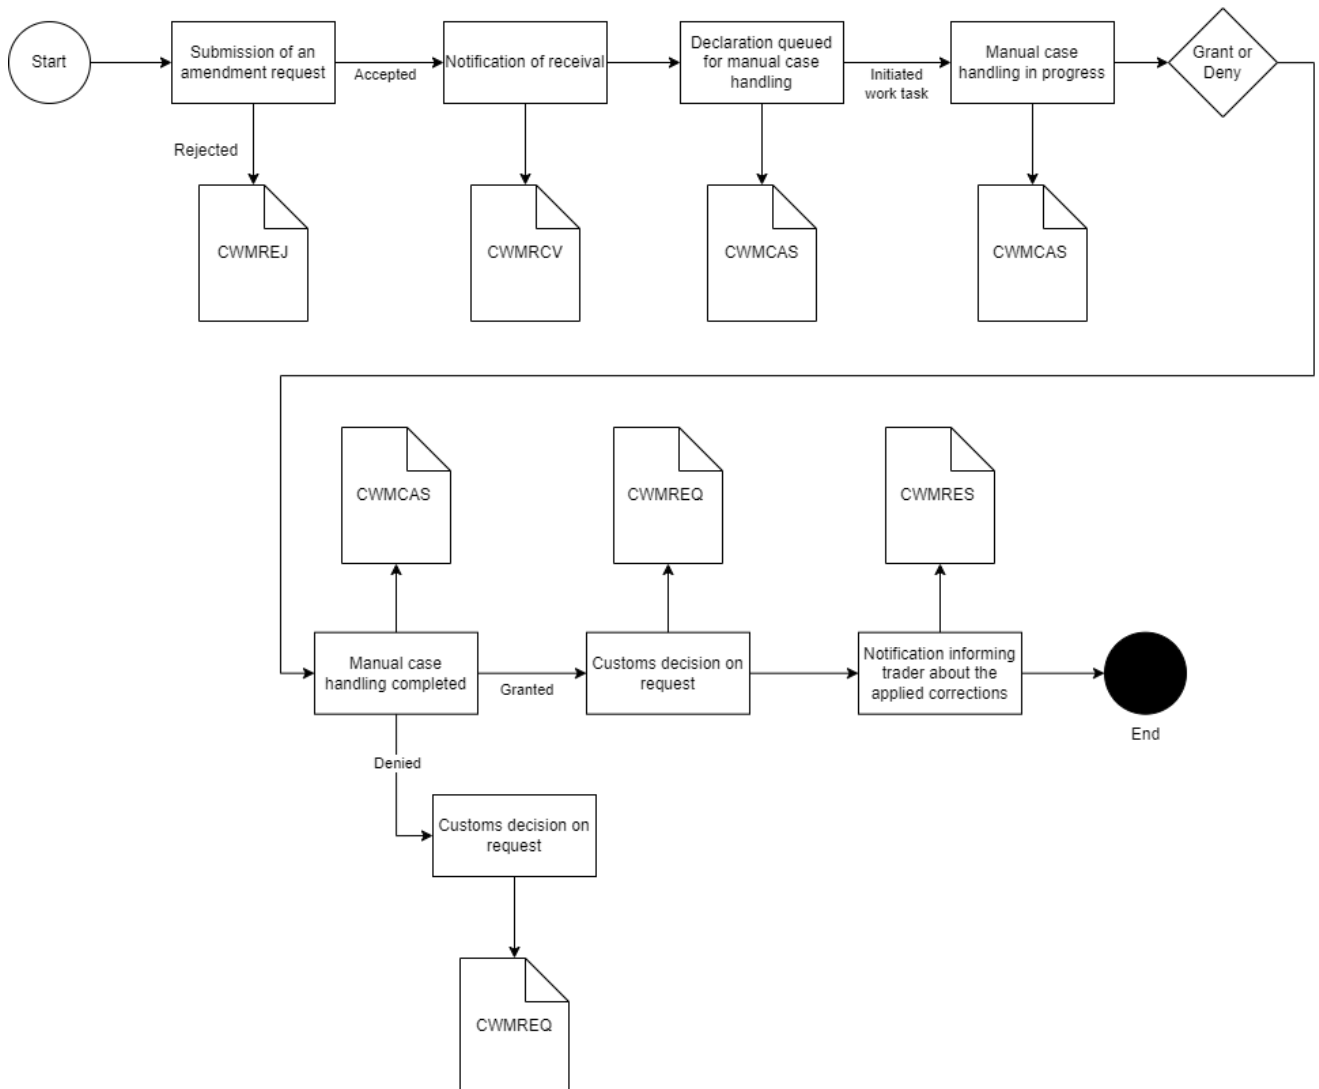 Start
Submission of an
amendment request
Accepted
Notification of receival
Declaration queued
for manual case
handling
Initiated
work task
Manual case
handling in progress
Grant or
Deny
Rejected
CWMREJ
CWMRCV
CWMCAS
CWMCAS
CWMCAS
CWMREQ
CWMRES
Manual case
handling completed
Granted
Customs decision on
request
Notification informing
trader about the
applied corrections
End
Denied
Customs decision on
request
CWMREQ